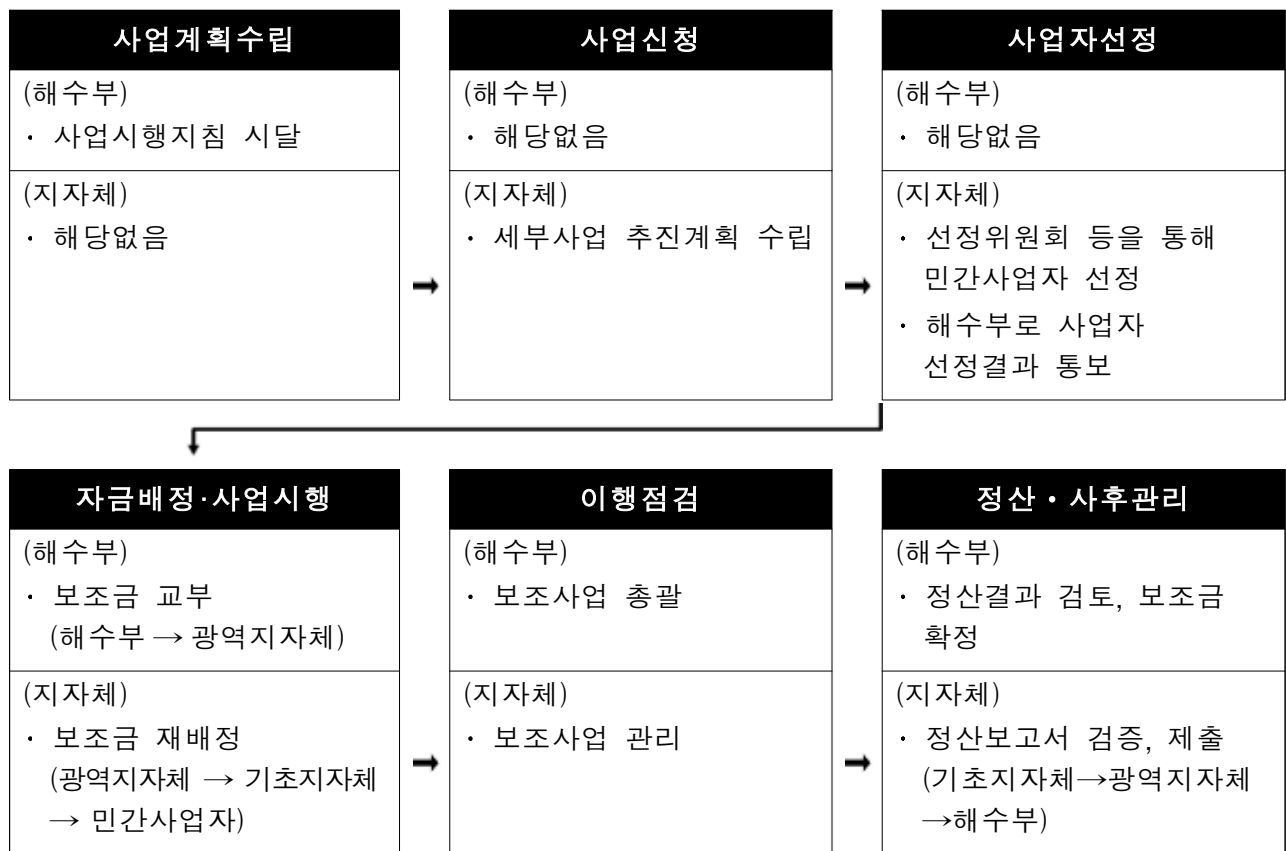 사업계획수립
(해수부)
· 사업시행지침 시달
(지자체)
· 해당없음
사업신청
(해수부)
· 해당없음
(지자체)
· 세부사업 추진계획 수립
사업자선정
(해수부)
· 해당없음
(지자체)
· 선정위원회 등을 통해
민간사업자 선정
· 해수부로 사업자
선정결과 통보
자금배정·사업시행
(해수부)
· 보조금 교부
(해수부 → 광역지자체)
(지자체)
· 보조금 재배정
(광역지자체 → 기초지자체
→ 민간사업자)
이행점검
(해수부)
· 보조사업 총괄
(지자체)
· 보조사업 관리
정산·사후관리
(해수부)
· 정산결과 검토, 보조금
확정
(지자체)
· 정산보고서 검증, 제출
(기초지자체→광역지자체
→해수부)